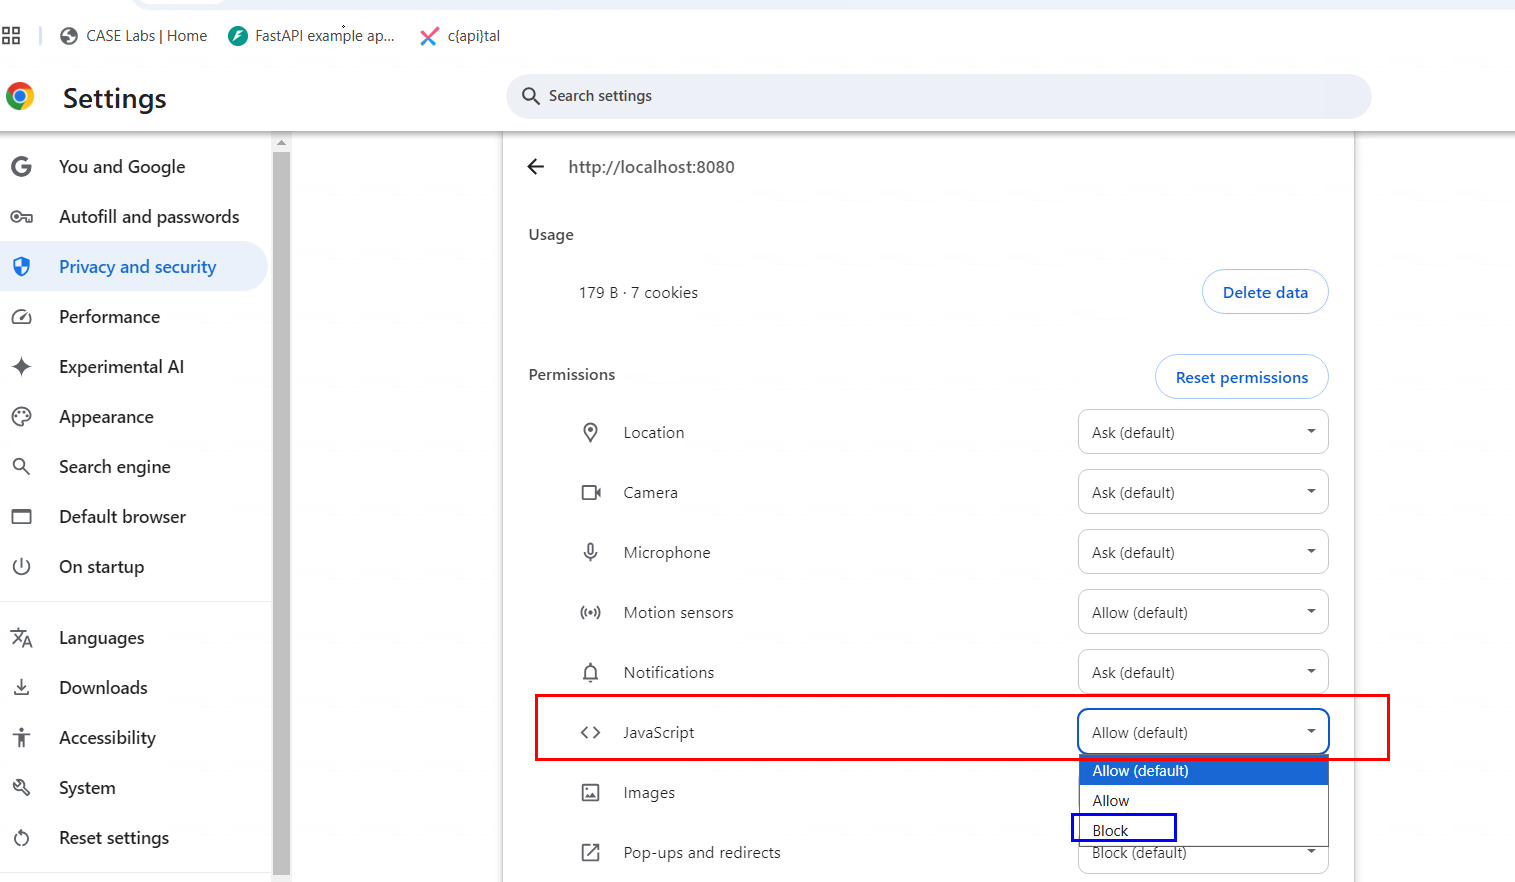 CASE Labs | Home
FastAPI example ap...
c{api}tal
Settings
Search settings
You and Google
Autofill and passwords
Privacy and security
Performance
Experimental AI
Appearance
Search engine
Default browser
On startup
Languages
Downloads
Accessibility
System
Reset settings
http://localhost:8080
Usage
179 B · 7 cookies
Delete data
Permissions
Reset permissions
Location
Ask (default)
Camera
Ask (default)
Microphone
Ask (default)
Motion sensors
Allow (default)
Notifications
Ask (default)
JavaScript
Allow (default)
Allow (default)
Allow
Block
Images
Pop-ups and redirects
Block (default)